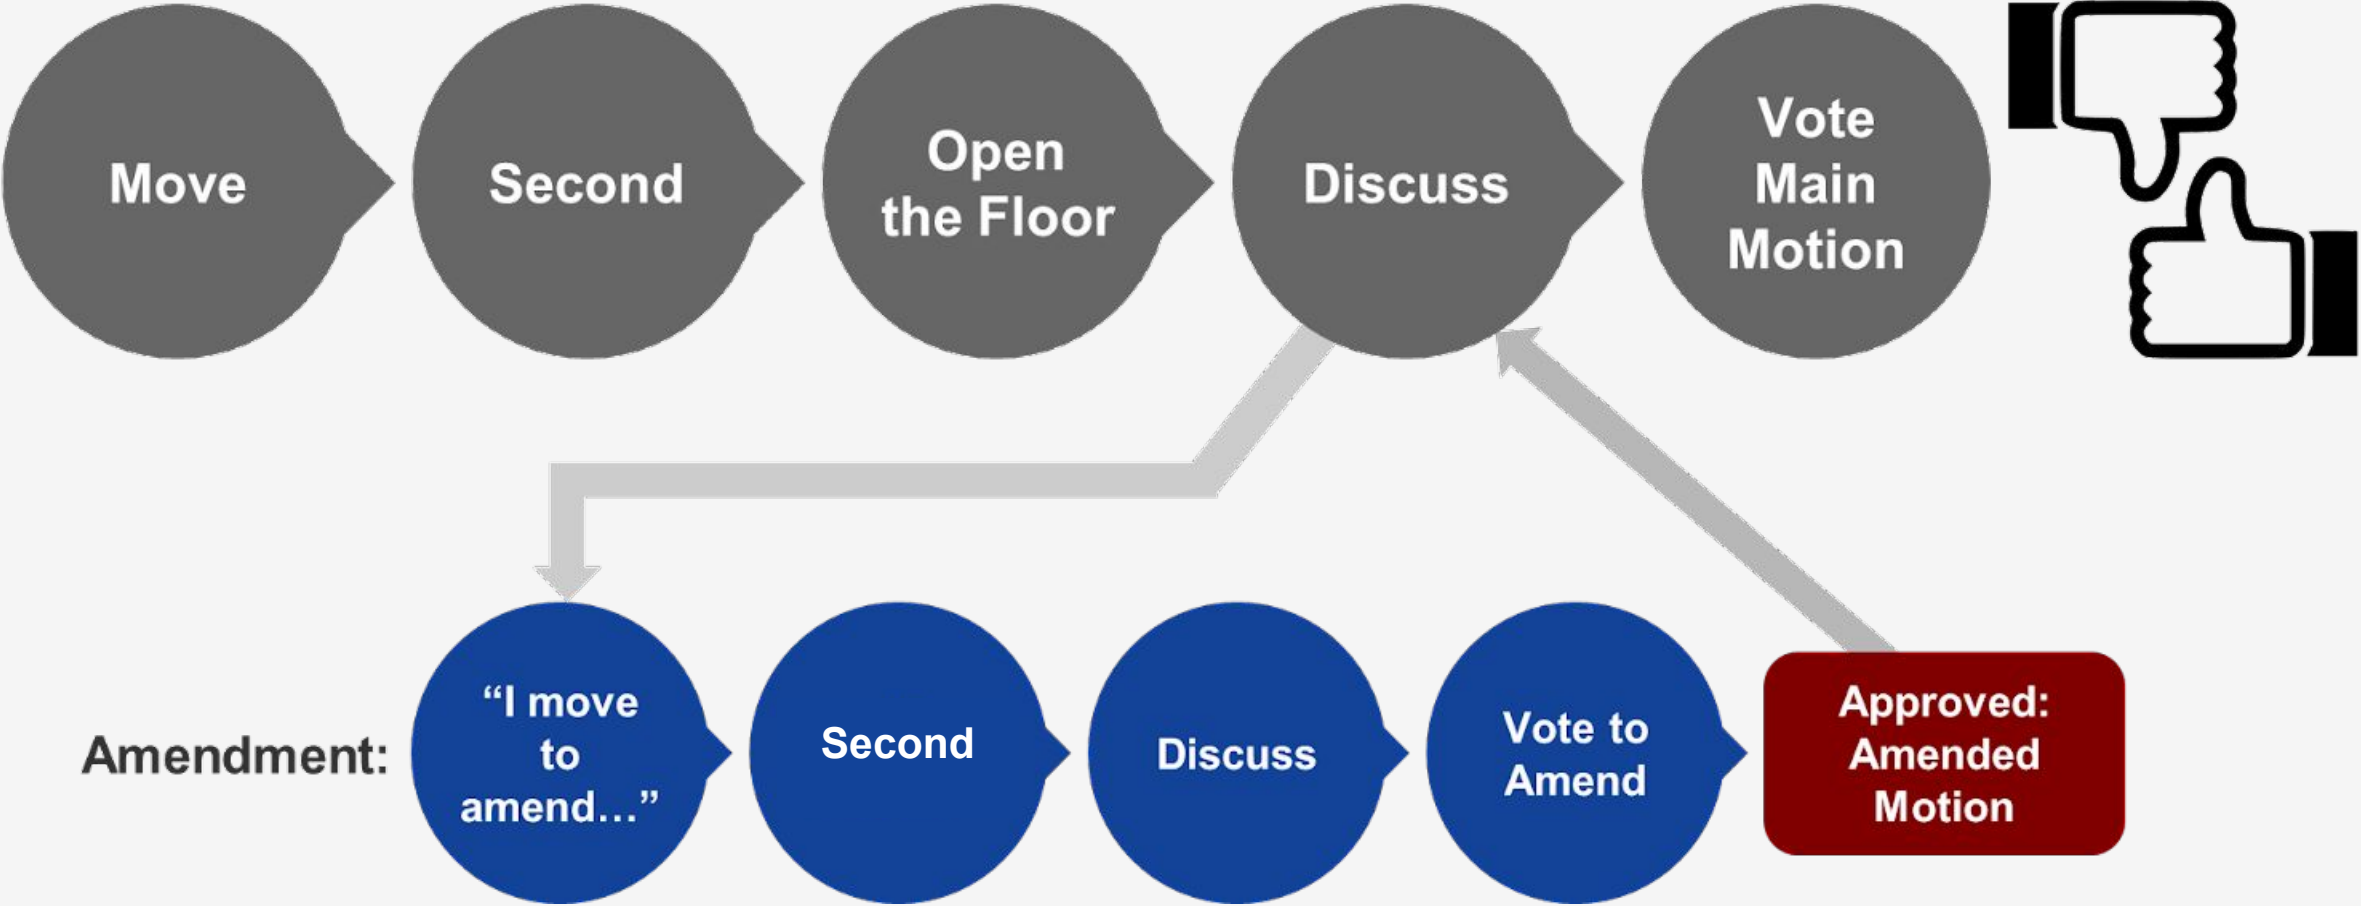 Move
Second
Open
the Floor
Discuss
Vote
Main
Motion
Amendment:
“I move
to
amend...”
Second
Discuss
Vote to
Amend
Approved:
Amended
Motion